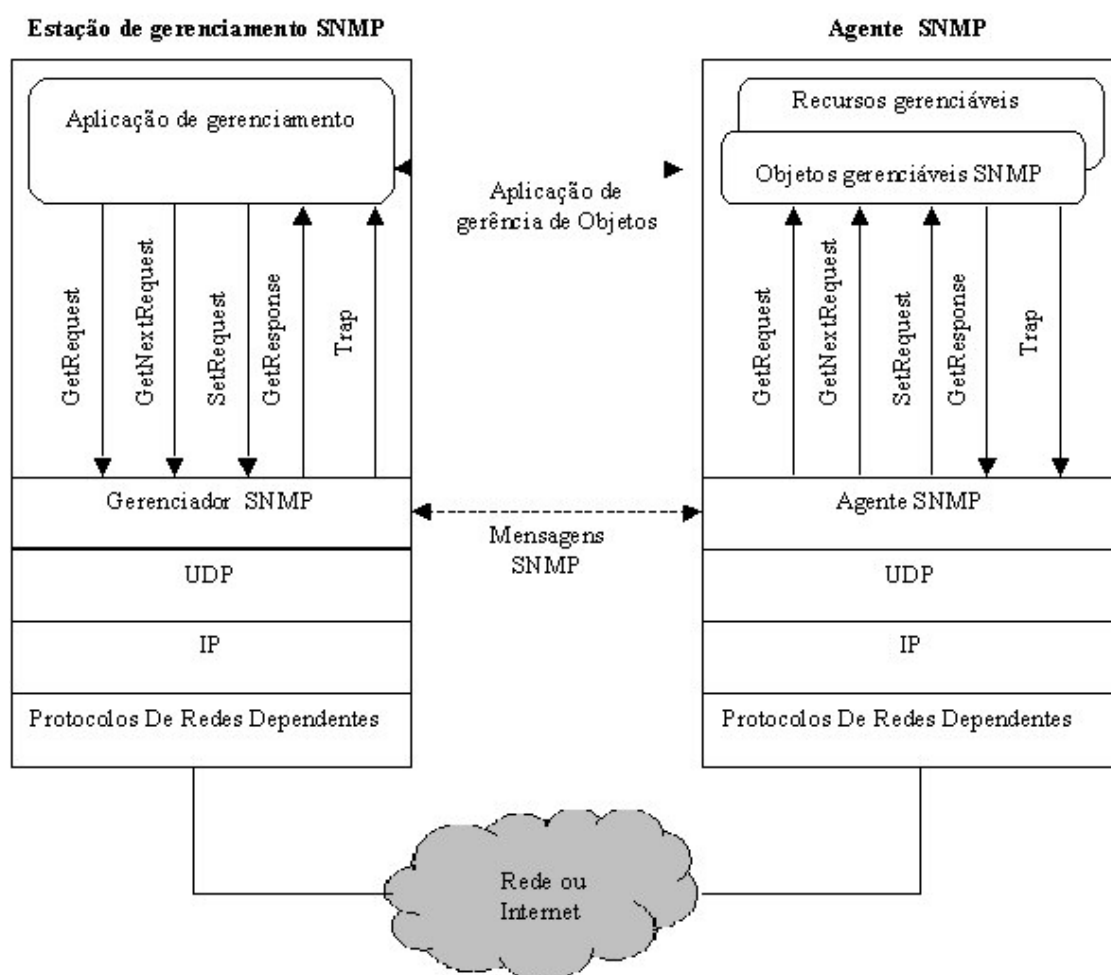 Estação de gerenciamento SNMP
Agente SNMP
Aplicação de gerenciamento
Recursos gerenciáveis
Objetos gerenciáveis SNMP
Aplicação de
gerência de Objetos
GetRequest
GetNextRequest
SetRequest
GetResponse
Trap
GetRequest
GetNextRequest
SetRequest
GetResponse
Trap
Gerenciador SNMP
Agente SNMP
Mensagens
SNMP
UDP
UDP
IP
IP
Protocolos De Redes Dependentes
Protocolos De Redes Dependentes
Rede ou
Internet